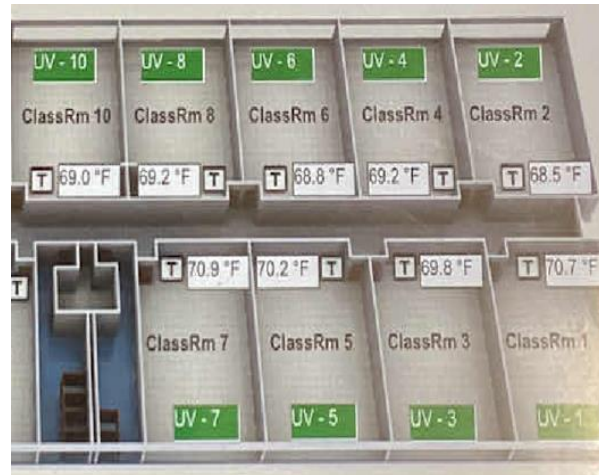 UV - 10 UV - 8 UV - 6 UV - 4 UV - 2
ClassRm 10 ClassRm 8 ClassRm 6 ClassRm 4 ClassRm 2
T 69.0 °F 69.2 °F T T 68.8 °F 69.2 °F T T 68.5 °F
T T 70.9 °F 70.2 °F T T 69.8 °F T 70.7 °F
ClassRm 7 ClassRm 5 ClassRm 3 ClassRm 1
UV - 7 UV - 5 UV - 3 UV - 1